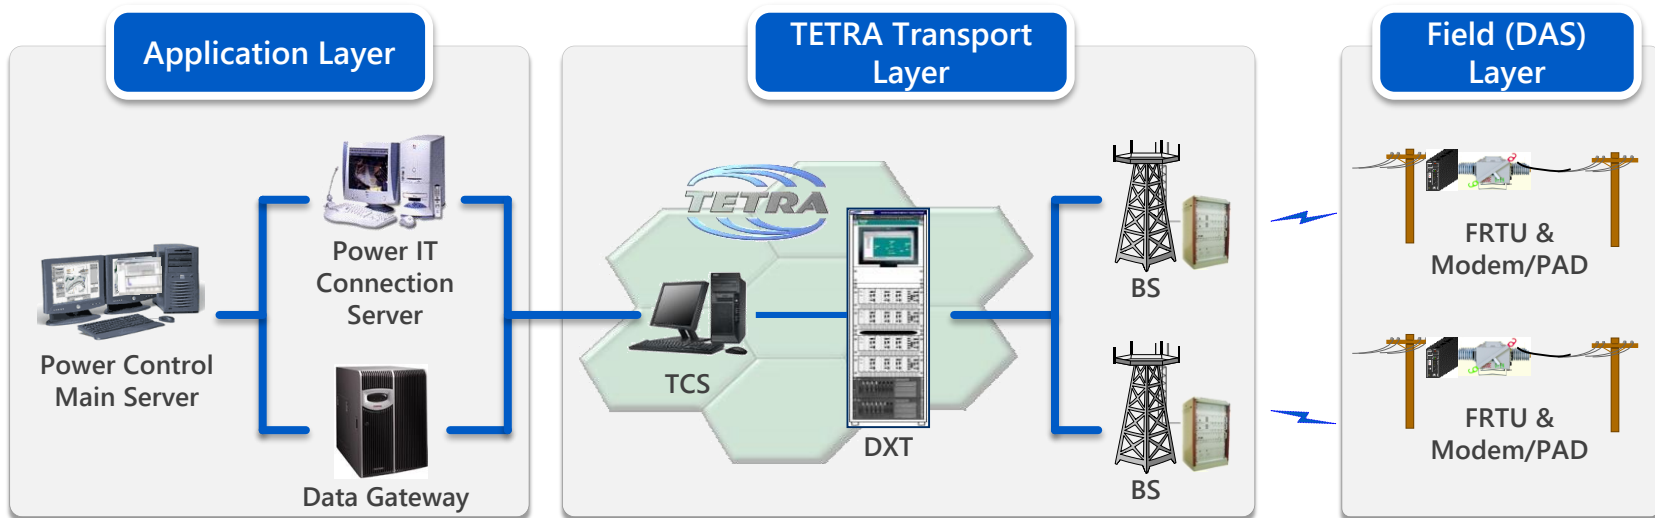 Application Layer
TETRA Transport
Layer
Field (DAS)
Layer
Power Control
Main Server
Power IT
Connection
Server
Data Gateway
TETRA
TCS
DXT
BS
BS
FRTU &
Modem/PAD
FRTU &
Modem/PAD